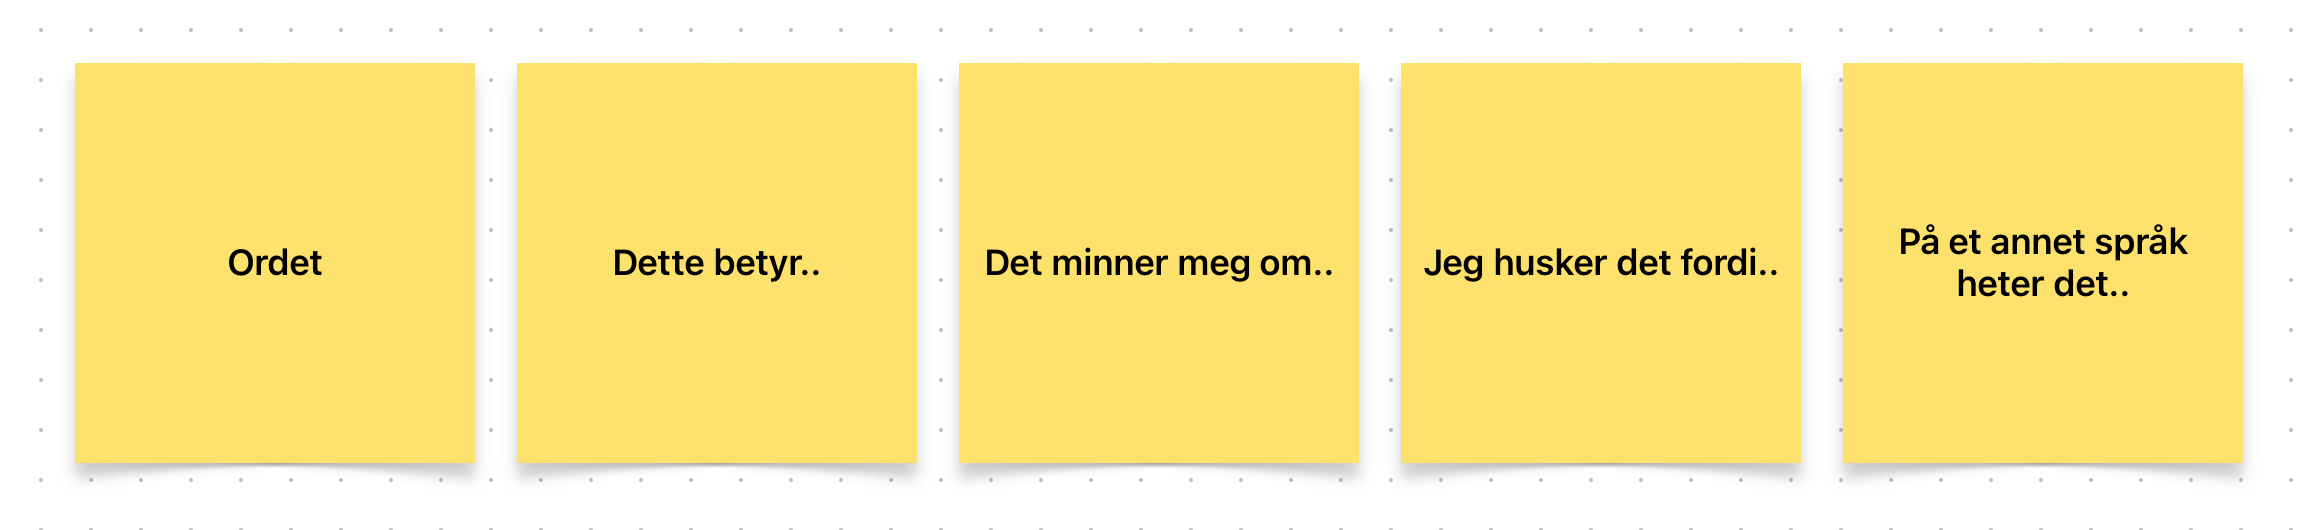 Ordet
Dette betyr..
Det minner meg om..
Jeg husker det fordi..
På et annet språk
heter det..